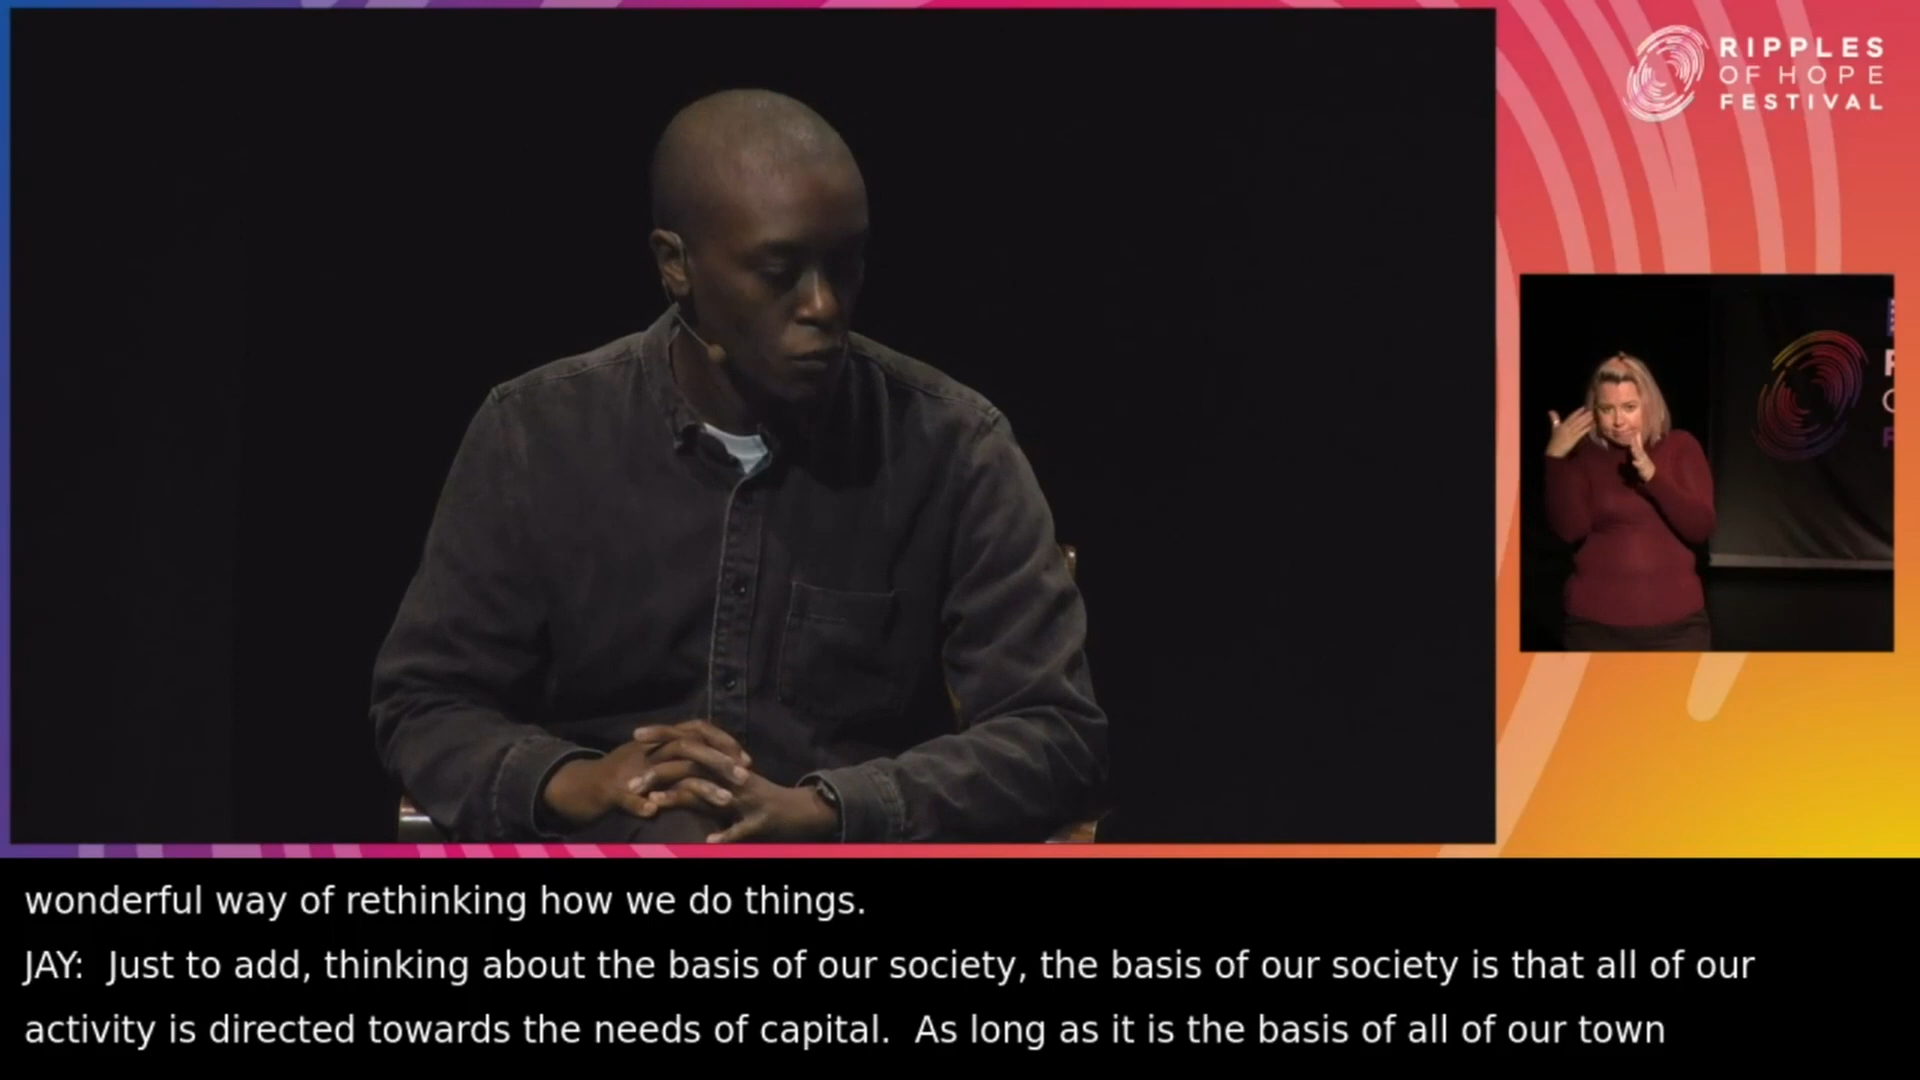 RIPPLES
OF HOPE
FESTIVAL
wonderful way of rethinking how we do things.
JAY:  Just to add, thinking about the basis of our society, the basis of our society is that all of our
activity is directed towards the needs of capital.  As long as it is the basis of all of our town